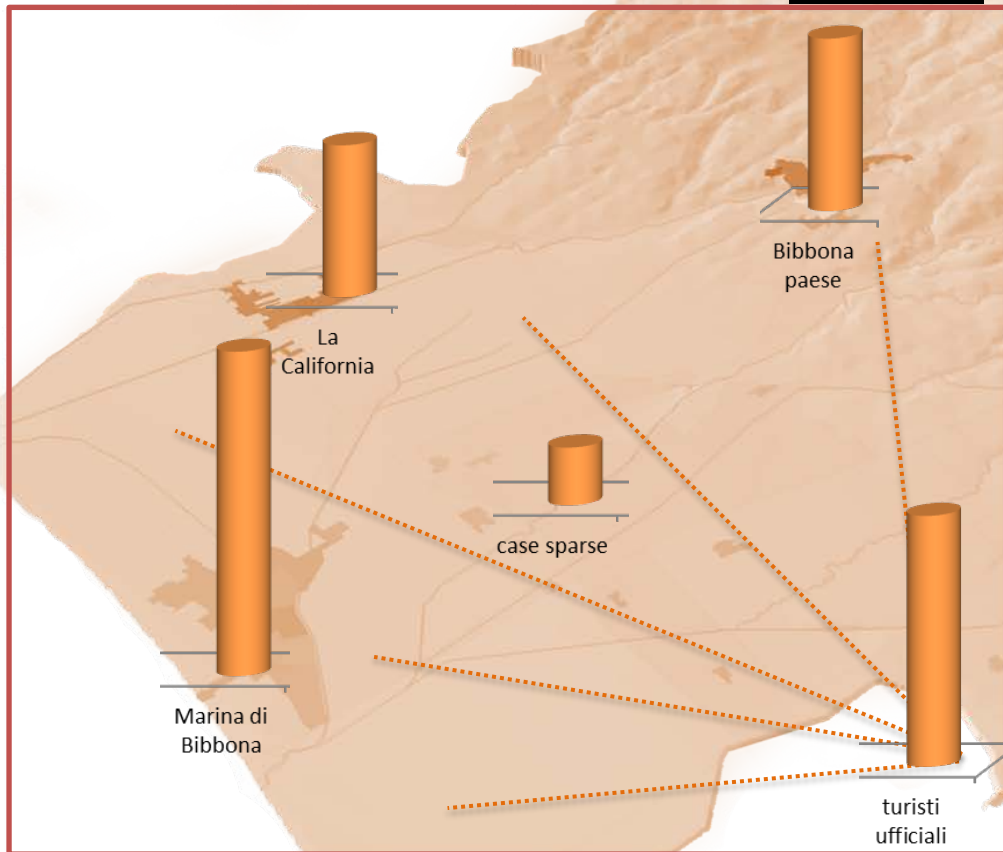 Bibbona
paese
La
California
case sparse
Marina di
Bibbona
turisti
ufficiali